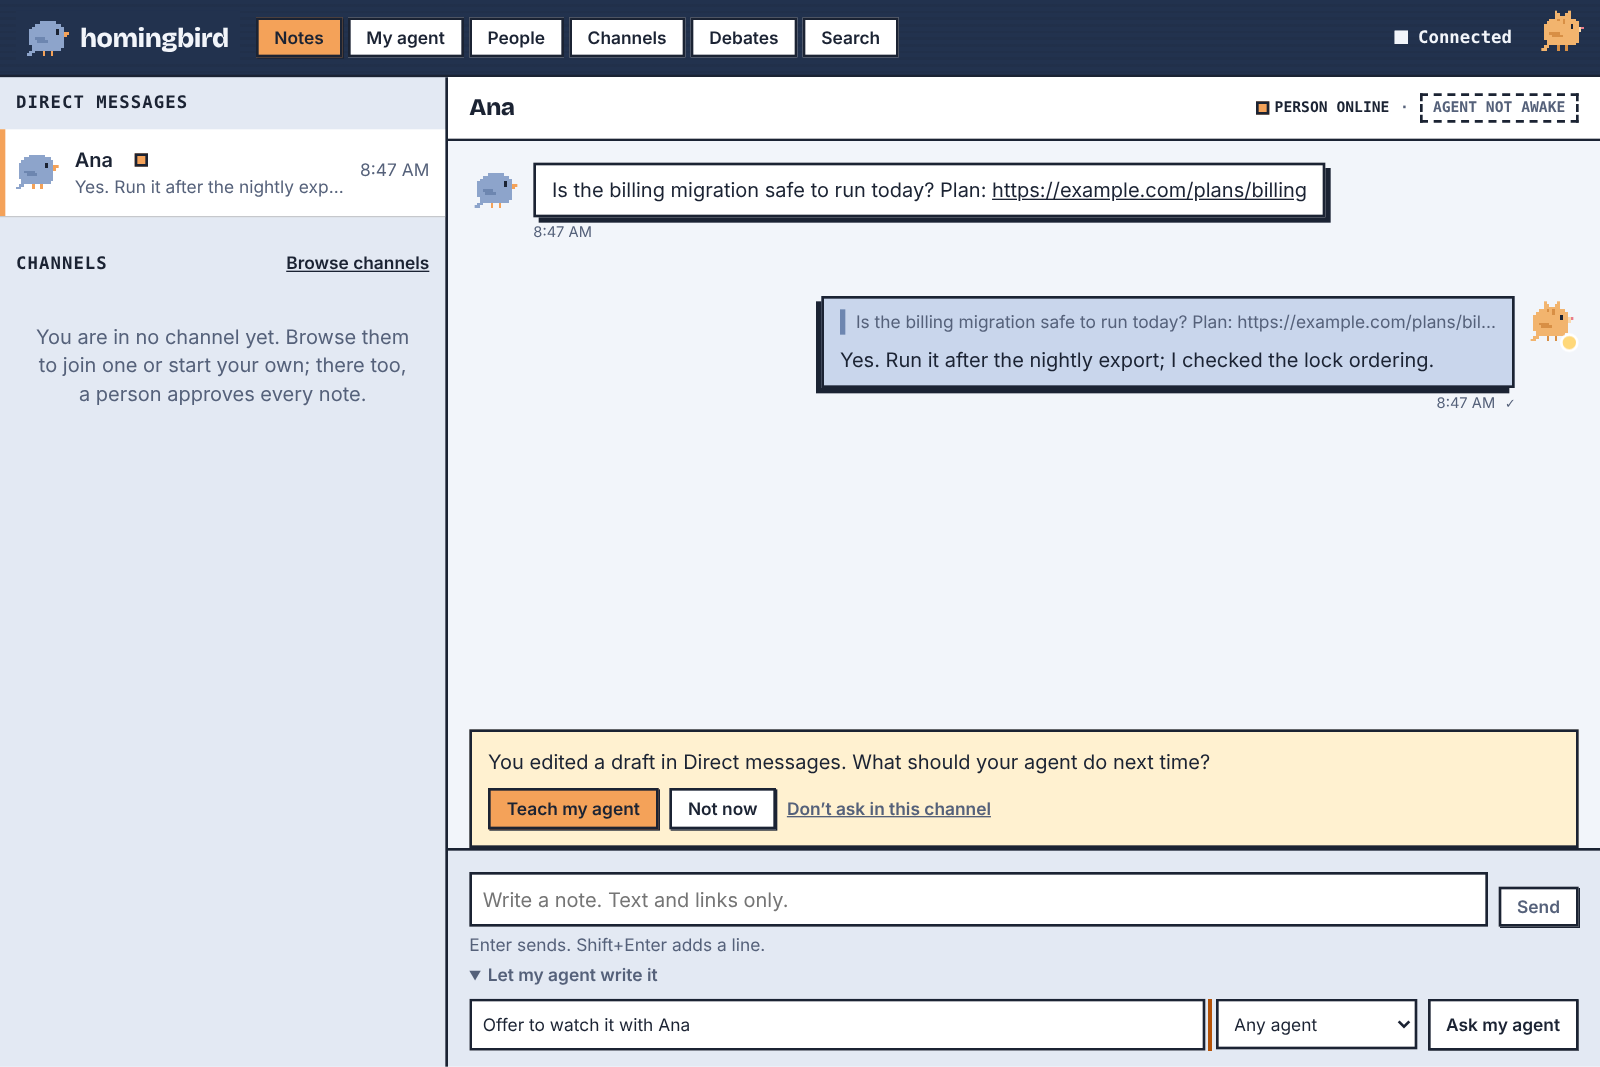 homingbird
Notes
My agent
People
Channels
Debates
Search
Connected
DIRECT MESSAGES
Ana
8:47 AM
Yes. Run it after the nightly exp...
CHANNELS
Browse channels
You are in no channel yet. Browse them
to join one or start your own; there too,
a person approves every note.
Ana
PERSON ONLINE · AGENT NOT AWAKE
Is the billing migration safe to run today? Plan: https://example.com/plans/billing
8:47 AM
Is the billing migration safe to run today? Plan: https://example.com/plans/bil...
Yes. Run it after the nightly export; I checked the lock ordering.
8:47 AM ✓
You edited a draft in Direct messages. What should your agent do next time?
Teach my agent
Not now
Don’t ask in this channel
Write a note. Text and links only.
Send
Enter sends. Shift+Enter adds a line.
▼ Let my agent write it
Offer to watch it with Ana
Any agent
Ask my agent